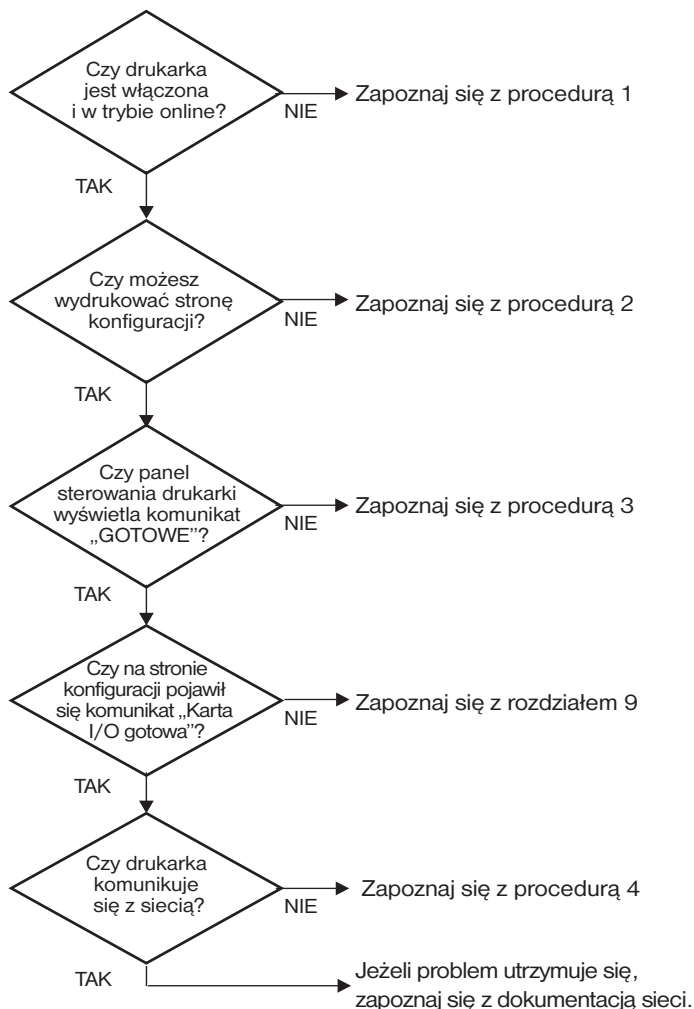 Czy drukarka
jest włączona
i w trybie online?
NIE
Zapoznaj się z procedurą 1
TAK
Czy możesz
wydrukować stronę
konfiguracji?
NIE
Zapoznaj się z procedurą 2
TAK
Czy panel
sterowania drukarki
wyświetla komunikat
„GOTOWE”?
NIE
Zapoznaj się z procedurą 3
TAK
Czy na stronie
konfiguracji pojawił
się komunikat „Karta
I/O gotowa”?
NIE
Zapoznaj się z rozdziałem 9
TAK
Czy drukarka
komunikuje
się z siecią?
NIE
Zapoznaj się z procedurą 4
TAK
Jeżeli problem utrzymuje się,
zapoznaj się z dokumentacją sieci.